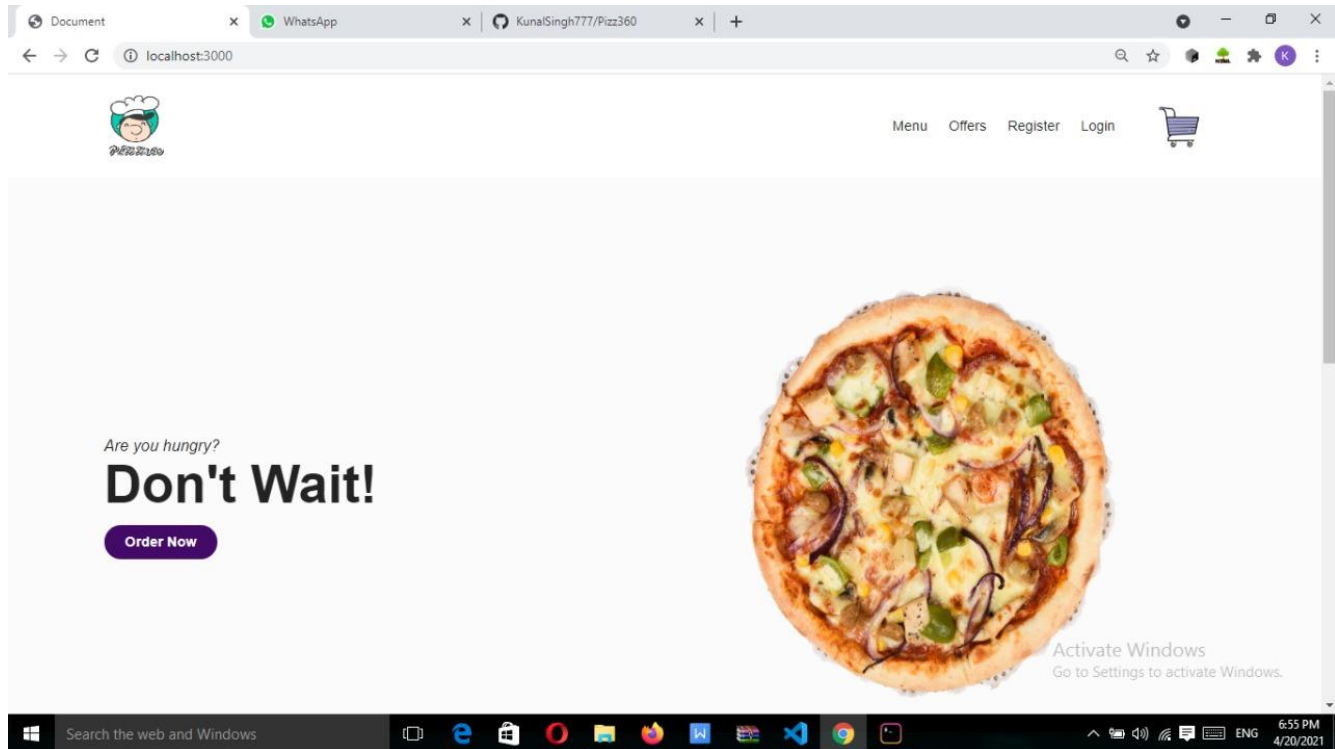 Document
WhatsApp
KunalSingh777/Pizz360
localhost:3000
K
Menu Offers Register Login
Are you hungry?
Don't Wait!
Order Now
Activate Windows
Go to Settings to activate Windows.
Search the web and Windows
ENG
6:55 PM
4/20/2021